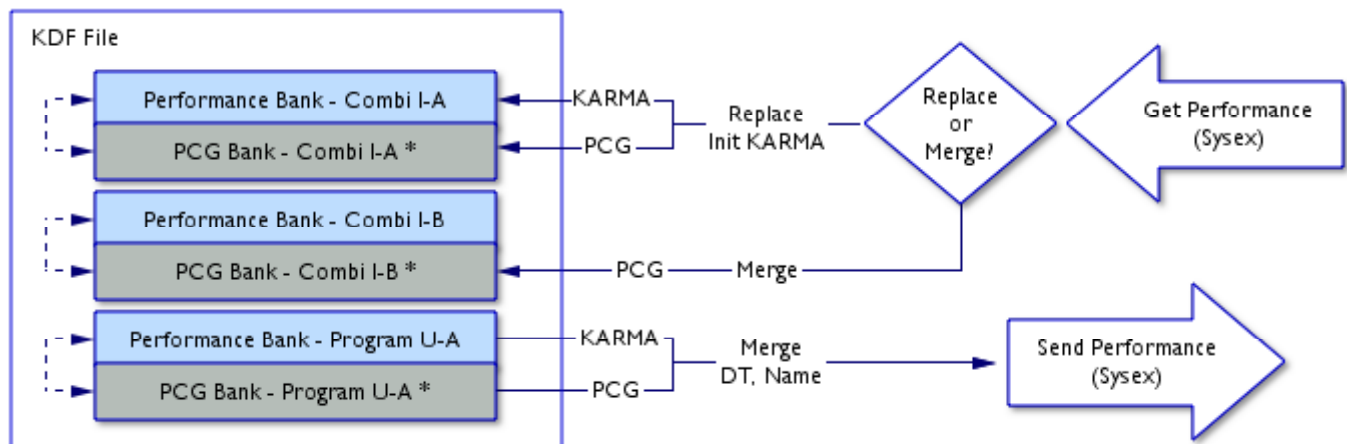 KDF File
Performance Bank - Combi I-A
PCG Bank - Combi I-A *
KARMA
PCG
Replace
Init KARMA
Replace
or
Merge?
Get Performance
(Sysex)
Performance Bank - Combi I-B
PCG Bank - Combi I-B *
PCG
Merge
Performance Bank - Program U-A
PCG Bank - Program U-A *
KARMA
PCG
Merge
DT, Name
Send Performance
(Sysex)